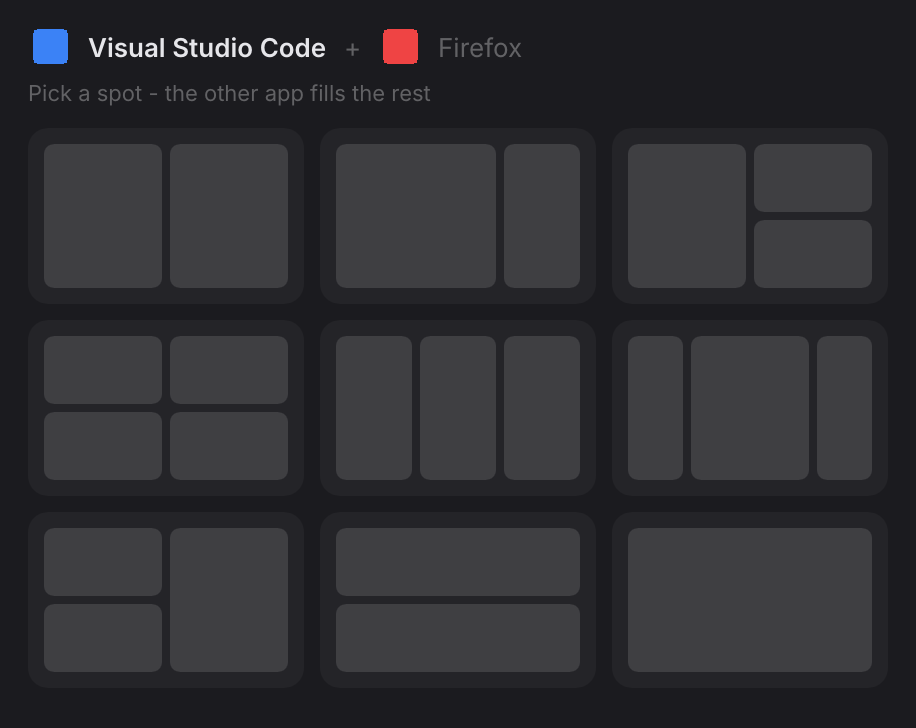 Visual Studio Code + Firefox
Pick a spot - the other app fills the rest